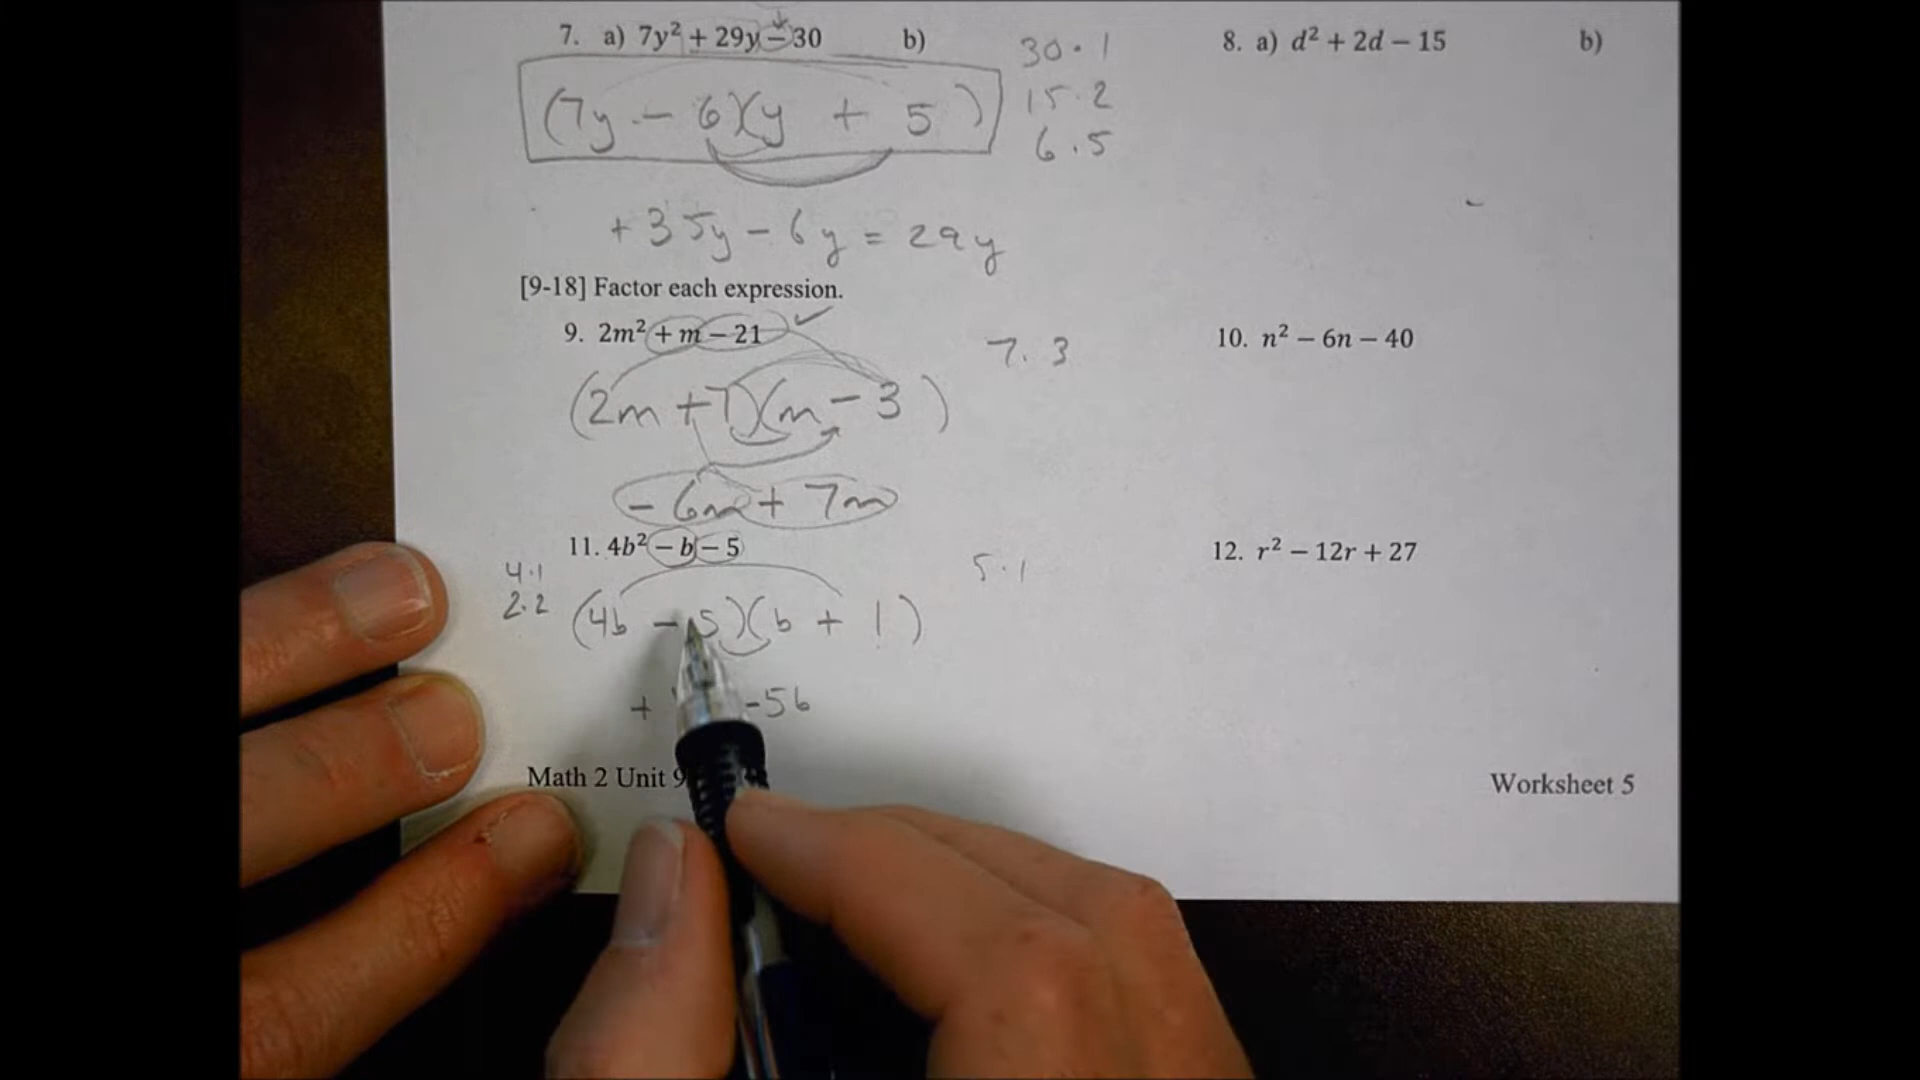 7. a) 7y² + 29y − 30 b)
(7y − 6)(y + 5)
30 · 1
15 · 2
6 . 5
+ 35y − 6y = 29y
8. a) d² + 2d − 15 b)
[9-18] Factor each expression.
9. 2m² + m − 21
7 . 3
(2m + 7)(m − 3)
− 6m + 7m
10. n² − 6n − 40
11. 4b² − b − 5
4·1
2·2
5·1
(4b − 5)(b + 1)
+ −5b
12. r² − 12r + 27
Math 2 Unit 9
Worksheet 5